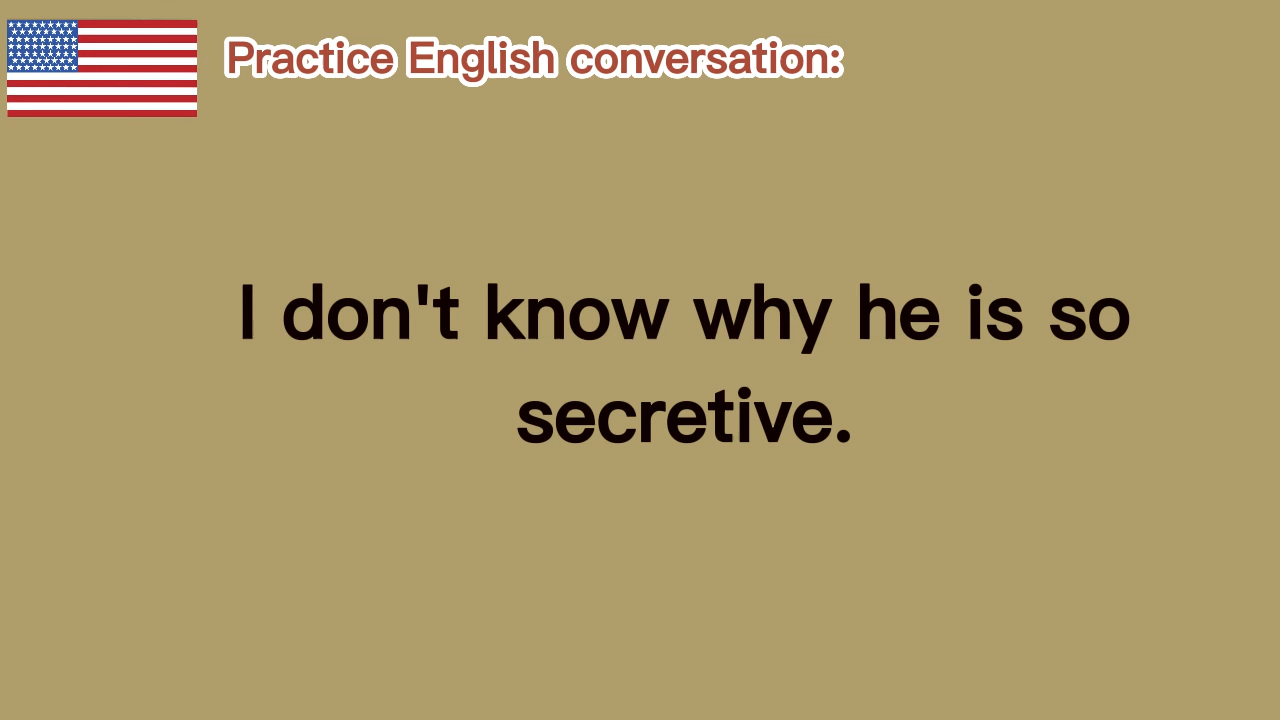 Practice English conversation:
I don't know why he is so
secretive.